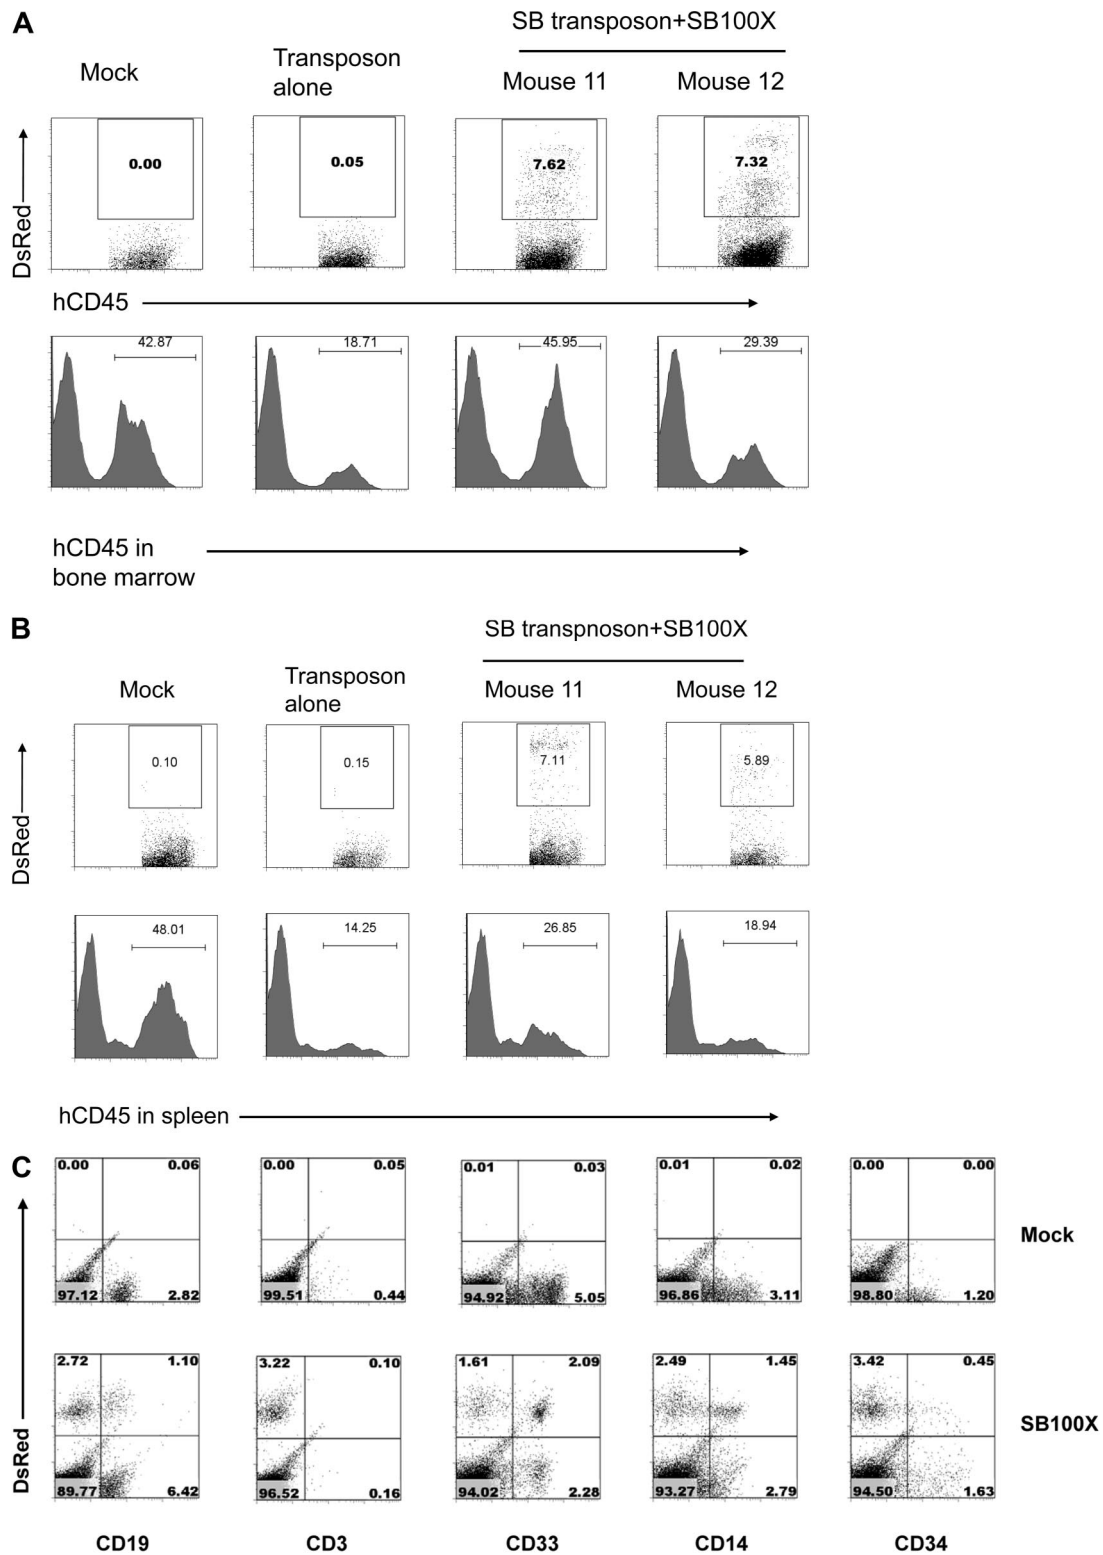 A
SB transposon+SB100X
Mock
Transposon
alone
Mouse 11
Mouse 12
DsRed
0.00
0.05
7.62
7.32
hCD45
42.87
18.71
45.95
29.39
hCD45 in
bone marrow
B
SB transpnoson+SB100X
Mock
Transposon
alone
Mouse 11
Mouse 12
DsRed
0.10
0.15
7.11
5.89
48.01
14.25
26.85
18.94
hCD45 in spleen
C
0.00 0.06
0.00 0.05
0.01 0.03
0.01 0.02
0.00 0.00
Mock
97.12 2.82
99.51 0.44
94.92 5.05
96.86 3.11
98.80 1.20
2.72 1.10
3.22 0.10
1.61 2.09
2.49 1.45
3.42 0.45
DsRed
SB100X
89.77 6.42
96.52 0.16
94.02 2.28
93.27 2.79
94.50 1.63
CD19
CD3
CD33
CD14
CD34